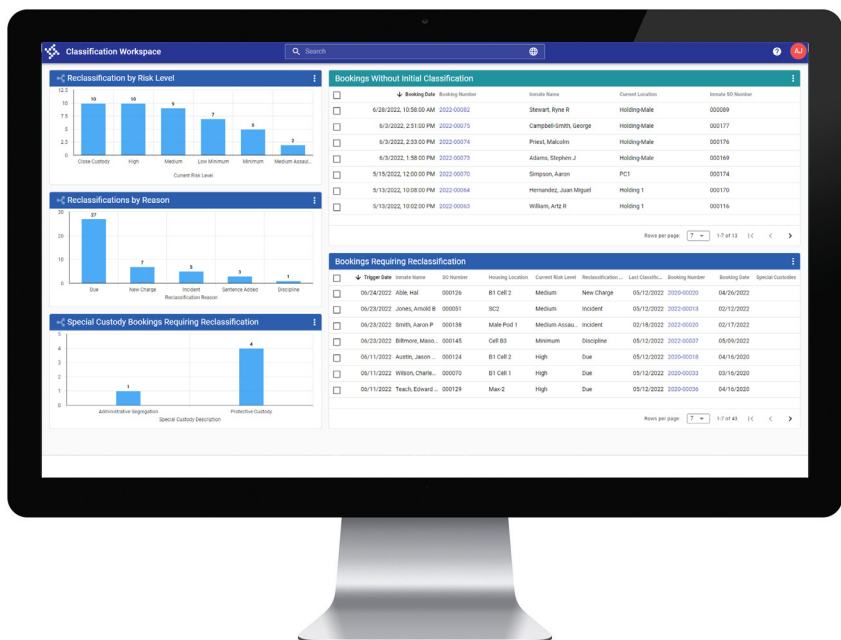 Classification Workspace
Search
AJ
Reclassification by Risk Level
12.5
10
7.5
5
2.5
0
10
10
9
7
5
2
Close Custody High Medium Low Minimum Minimum Medium Assaul...
Current Risk Level
Reclassifications by Reason
30
20
10
0
27
7
5
3
1
Due New Charge Incident Sentence Added Discipline
Reclassification Reason
Special Custody Bookings Requiring Reclassification
5
4
3
2
1
0
1
4
Administrative Segregation Protective Custody
Special Custody Description
Bookings Without Initial Classification
Booking Date Booking Number Inmate Name Current Location Inmate SO Number
6/28/2022, 10:58:00 AM 2022-00082 Stewart, Ryne R Holding-Male 000089
6/3/2022, 2:51:00 PM 2022-00075 Campbell-Smith, George Holding-Male 000177
6/3/2022, 2:33:00 PM 2022-00074 Priest, Malcolm Holding-Male 000176
6/3/2022, 1:58:00 PM 2022-00073 Adams, Stephen J Holding-Male 000169
5/15/2022, 12:00:00 PM 2022-00070 Simpson, Aaron PC1 000174
5/13/2022, 10:08:00 PM 2022-00064 Hernandez, Juan Miguel Holding 1 000170
5/13/2022, 10:02:00 PM 2022-00063 William, Artz R Holding 1 000116
Rows per page: 7 1-7 of 13
Bookings Requiring Reclassification
Trigger Date Inmate Name SO Number Housing Location Current Risk Level Reclassification ... Last Classific... Booking Number Booking Date Special Custodies
06/24/2022 Able, Hal 000126 B1 Cell 2 Medium New Charge 05/12/2022 2020-00020 04/26/2022
06/23/2022 Jones, Arnold B 000051 SC2 Medium Incident 05/12/2022 2022-00013 02/12/2022
06/23/2022 Smith, Aaron P 000138 Male Pod 1 Medium Assau... Incident 02/18/2022 2022-00020 02/17/2022
06/23/2022 Biltmore, Maso... 000145 Cell B3 Minimum Discipline 05/12/2022 2022-00037 05/09/2022
06/11/2022 Austin, Jason ... 000124 B1 Cell 2 High Due 05/12/2022 2020-00018 04/16/2020
06/11/2022 Wilson, Charle... 000070 B1 Cell 1 High Due 05/12/2022 2020-00033 03/16/2020
06/11/2022 Teach, Edward ... 000129 Max-2 High Due 05/12/2022 2020-00036 04/16/2020
Rows per page: 7 1-7 of 43